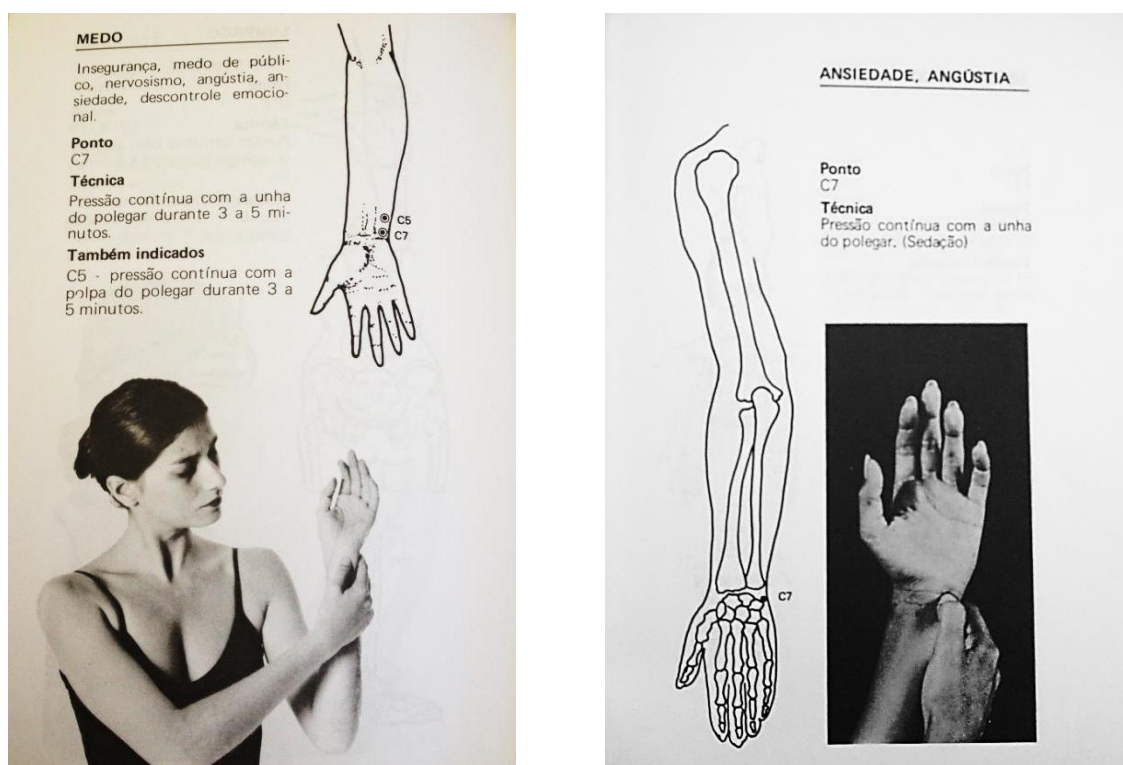 MEDO
Insegurança, medo de públi-
co, nervosismo, angústia, an-
siedade, descontrole emocio-
nal.
Ponto
C7
Técnica
Pressão contínua com a unha
do polegar durante 3 a 5 mi-
nutos.
Também indicados
C5 - pressão contínua com a
polpa do polegar durante 3 a
5 minutos.
C5
C7
ANSIEDADE, ANGÚSTIA
Ponto
C7
Técnica
Pressão contínua com a unha
do polegar. (Sedação)
C7